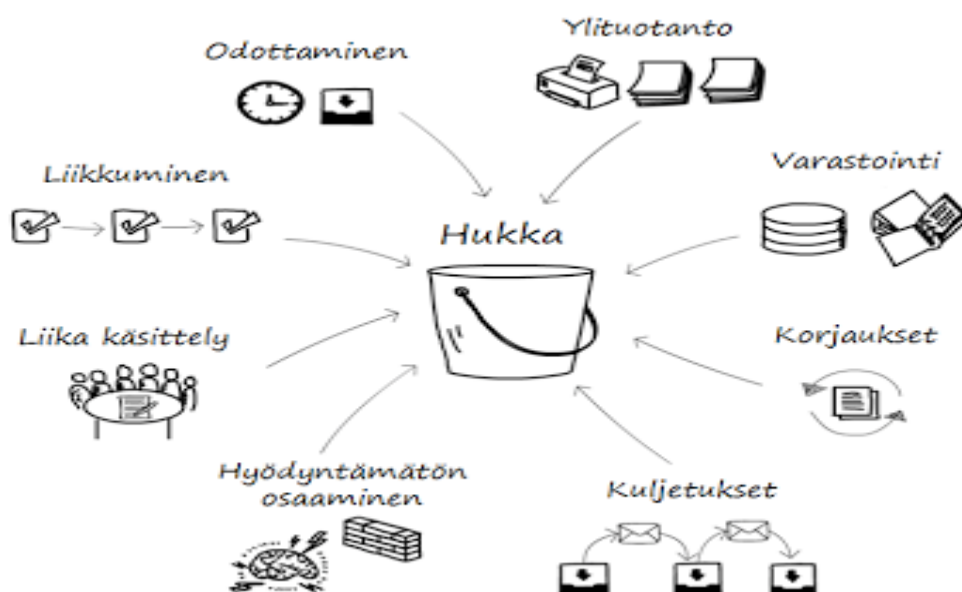 Ylituotanto
Odottaminen
Varastointi
Liikkuminen
Hukka
Liika käsittely
Korjaukset
Hyödyntämätön
osaaminen
Kuljetukset